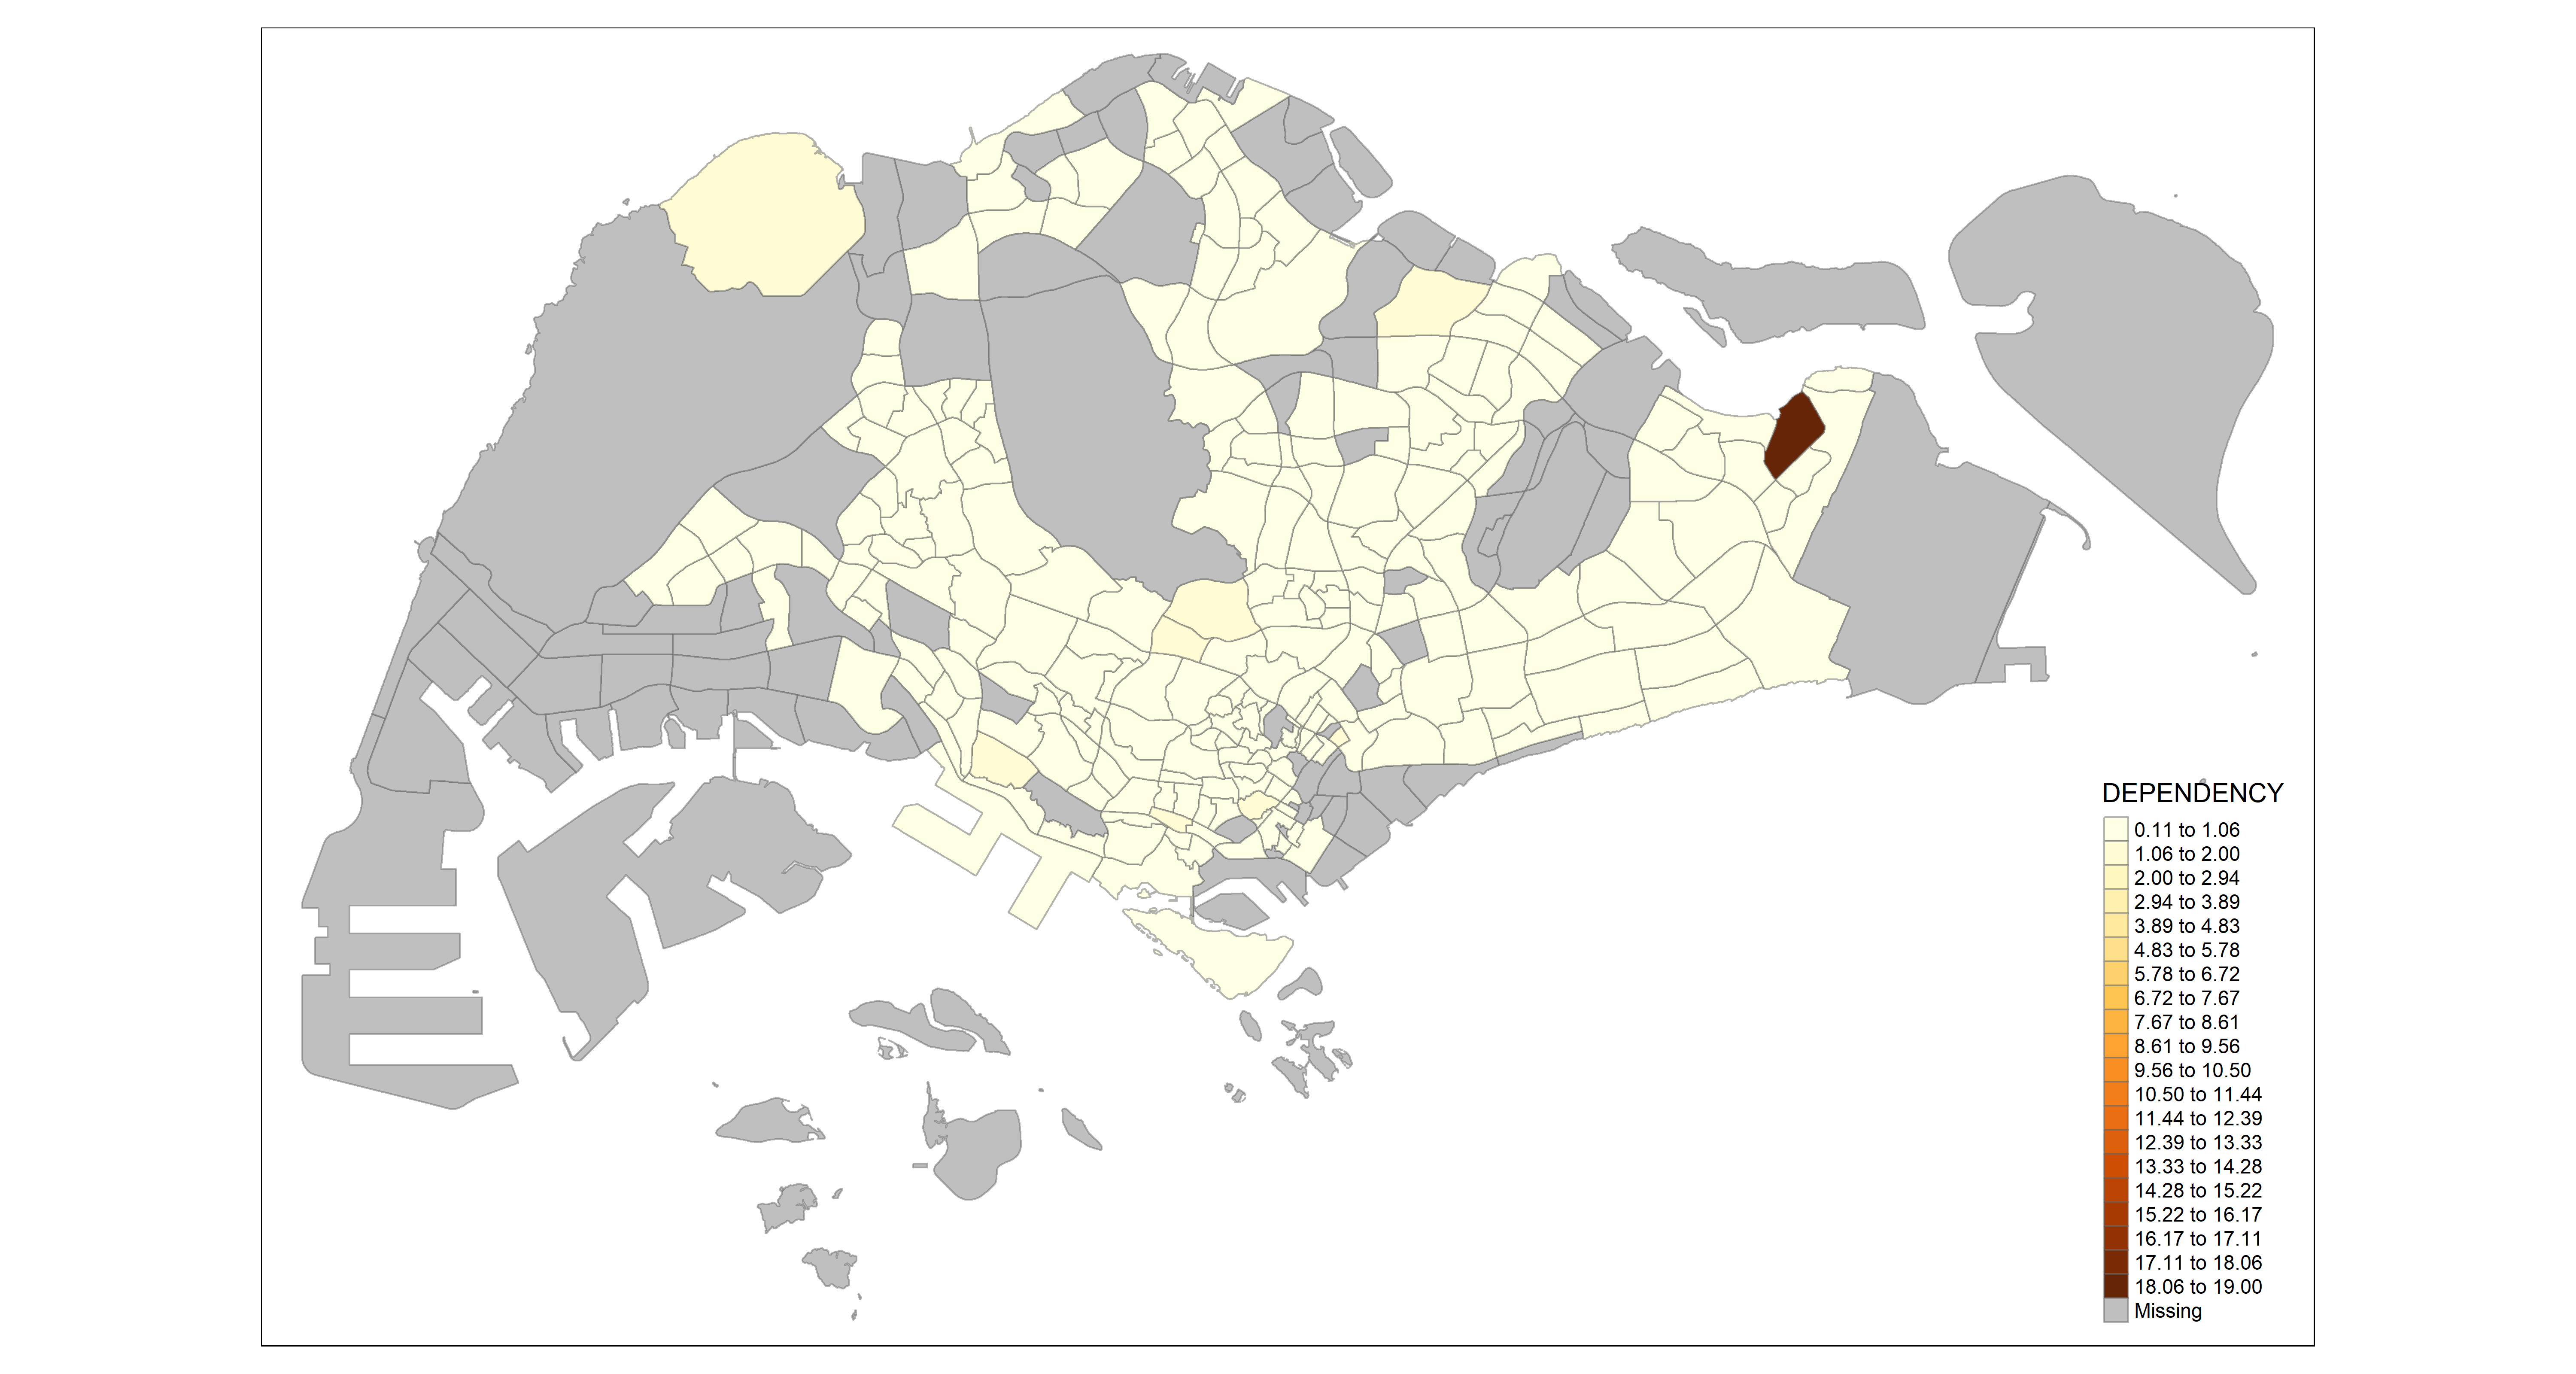 DEPENDENCY
0.11 to 1.06
1.06 to 2.00
2.00 to 2.94
2.94 to 3.89
3.89 to 4.83
4.83 to 5.78
5.78 to 6.72
6.72 to 7.67
7.67 to 8.61
8.61 to 9.56
9.56 to 10.50
10.50 to 11.44
11.44 to 12.39
12.39 to 13.33
13.33 to 14.28
14.28 to 15.22
15.22 to 16.17
16.17 to 17.11
17.11 to 18.06
18.06 to 19.00
Missing